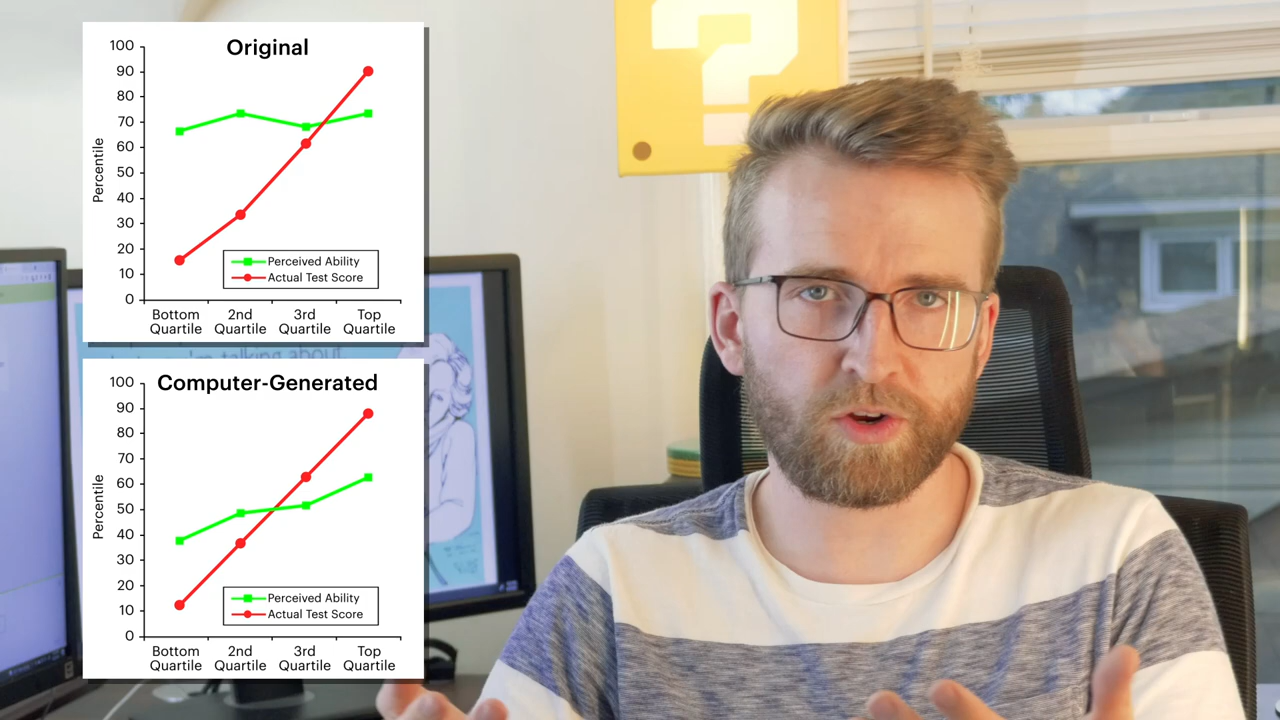 Original
100
90
80
70
60
50
40
30
20
10
0
Percentile
Perceived Ability
Actual Test Score
Bottom Quartile
2nd Quartile
3rd Quartile
Top Quartile
?
I'm talking about
Computer-Generated
100
90
80
70
60
50
40
30
20
10
0
Percentile
Perceived Ability
Actual Test Score
Bottom Quartile
2nd Quartile
3rd Quartile
Top Quartile